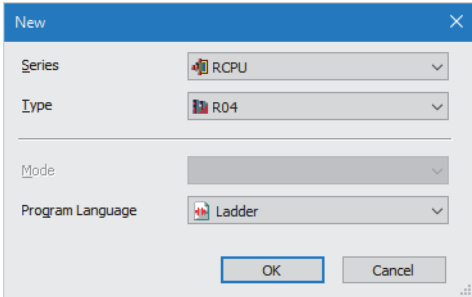 New
Series RCPU
Type R04
Mode
Program Language Ladder
OK Cancel